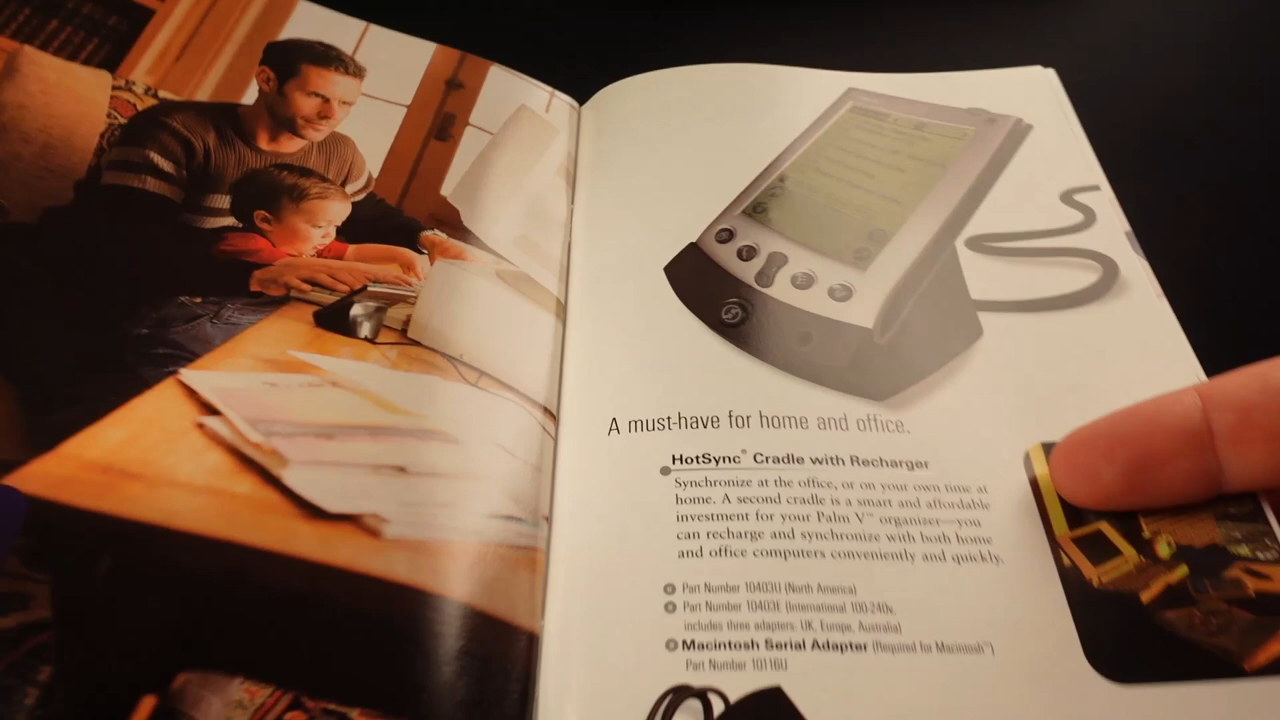 A must-have for home and office.
HotSync® Cradle with Recharger
Synchronize at the office, or on your own time at
home. A second cradle is a smart and affordable
investment for your Palm V™ organizer—you
can recharge and synchronize with both home
and office computers conveniently and quickly.
Part Number 10403U (North America)
Part Number 10403E (International 100-240v,
includes three adapters: UK, Europe, Australia)
Macintosh Serial Adapter (Required for Macintosh™)
Part Number 10116U